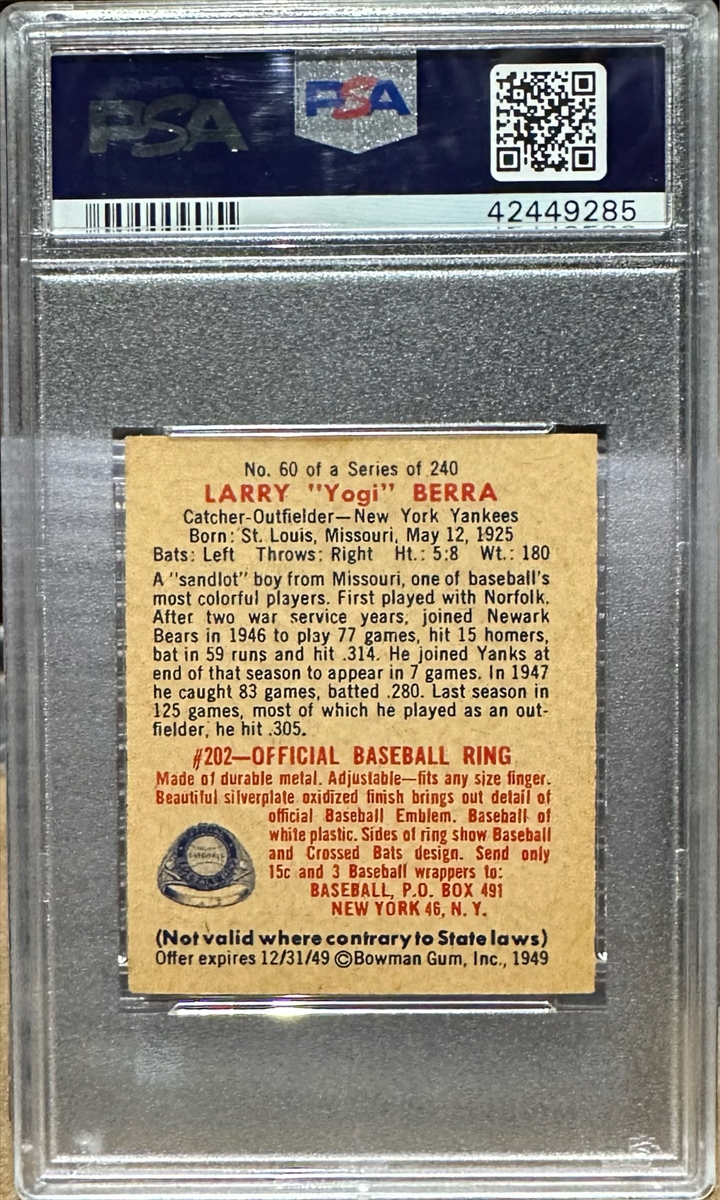 PSA
PSA
42449285
No. 60 of a Series of 240
LARRY "Yogi" BERRA
Catcher-Outfielder—New York Yankees
Born: St. Louis, Missouri, May 12, 1925
Bats: Left Throws: Right Ht.: 5:8 Wt.: 180
A "sandlot" boy from Missouri, one of baseball's
most colorful players. First played with Norfolk.
After two war service years, joined Newark
Bears in 1946 to play 77 games, hit 15 homers,
bat in 59 runs and hit .314. He joined Yanks at
end of that season to appear in 7 games. In 1947
he caught 83 games, batted .280. Last season in
125 games, most of which he played as an out-
fielder, he hit .305.
#202—OFFICIAL BASEBALL RING
Made of durable metal. Adjustable—fits any size finger.
Beautiful silverplate oxidized finish brings out detail of
official Baseball Emblem. Baseball of
white plastic. Sides of ring show Baseball
and Crossed Bats design. Send only
15c and 3 Baseball wrappers to:
BASEBALL, P.O. BOX 491
NEW YORK 46, N. Y.
(Not valid where contrary to State laws)
Offer expires 12/31/49 ©Bowman Gum, Inc., 1949